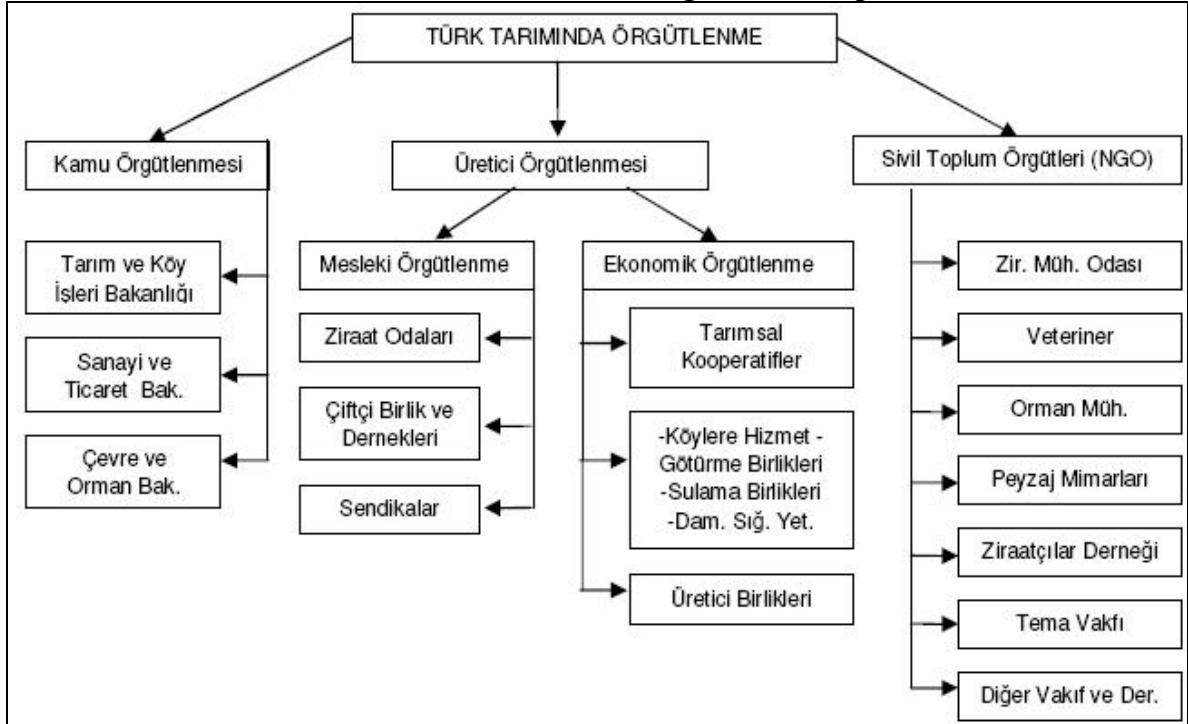 TÜRK TARIMINDA ÖRGÜTLENME
Kamu Örgütlenmesi
Tarım ve Köy
İşleri Bakanlığı
Sanayi ve
Ticaret Bak.
Çevre ve
Orman Bak.
Üretici Örgütlenmesi
Mesleki Örgütlenme
Ziraat Odaları
Çiftçi Birlik ve
Dernekleri
Sendikalar
Ekonomik Örgütlenme
Tarımsal
Kooperatifler
-Köylere Hizmet -
Götürme Birlikleri
-Sulama Birlikleri
-Dam. Sığ. Yet.
Üretici Birlikleri
Sivil Toplum Örgütleri (NGO)
Zir. Müh. Odası
Veteriner
Orman Müh.
Peyzaj Mimarları
Ziraatçılar Derneği
Tema Vakfı
Diğer Vakıf ve Der.